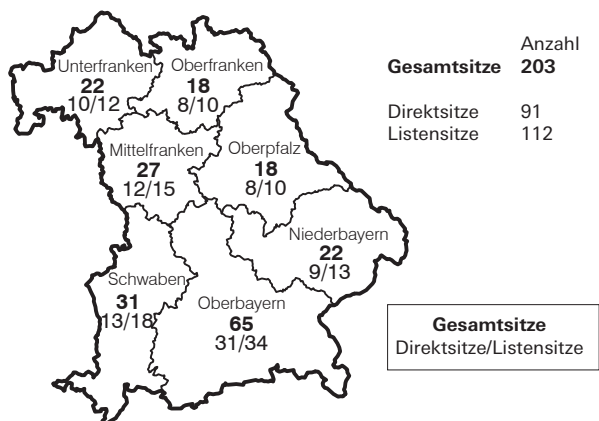 Unterfranken
22
10/12
Oberfranken
18
8/10
Anzahl
Gesamtsitze 203
Direktsitze 91
Listensitze 112
Mittelfranken
27
12/15
Oberpfalz
18
8/10
Niederbayern
22
9/13
Schwaben
31
13/18
Oberbayern
65
31/34
Gesamtsitze
Direktsitze/Listensitze